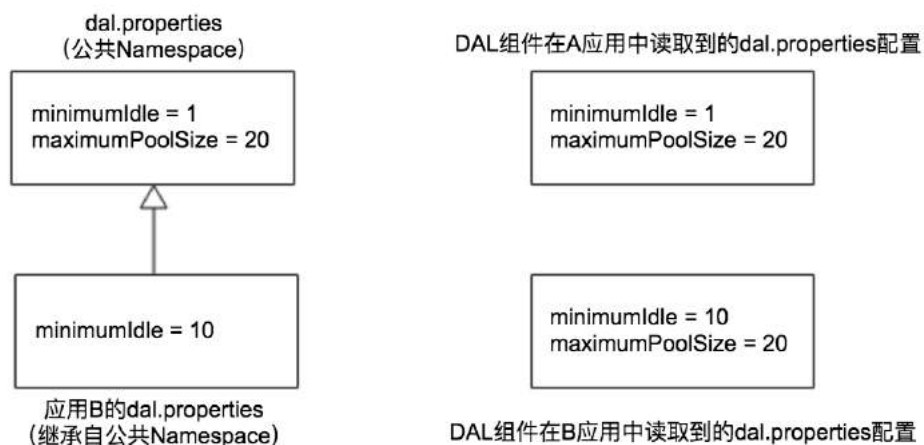 dal.properties
（公共Namespace）
minimumIdle = 1
maximumPoolSize = 20
minimumIdle = 10
应用B的dal.properties
（继承自公共Namespace）
DAL组件在A应用中读取到的dal.properties配置
minimumIdle = 1
maximumPoolSize = 20
minimumIdle = 10
maximumPoolSize = 20
DAL组件在B应用中读取到的dal.properties配置